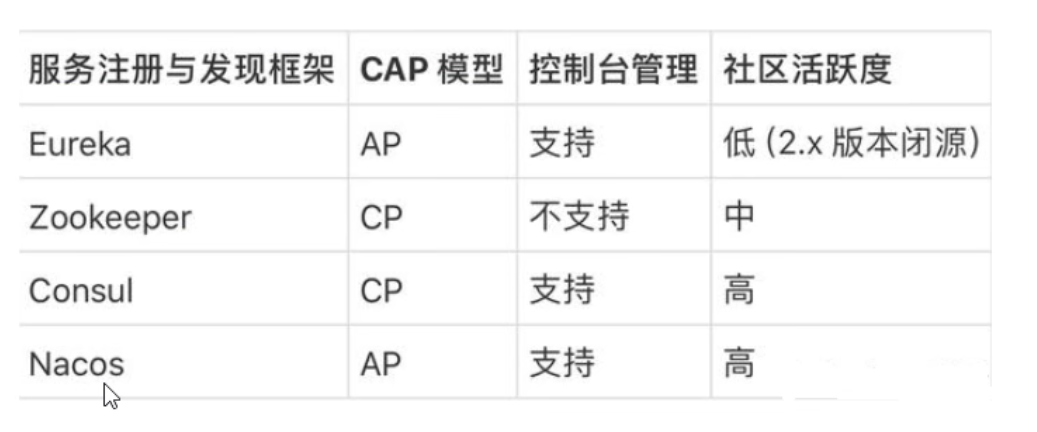 服务注册与发现框架 CAP 模型 控制台管理 社区活跃度
Eureka AP 支持 低 (2.x 版本闭源)
Zookeeper CP 不支持 中
Consul CP 支持 高
Nacos AP 支持 高